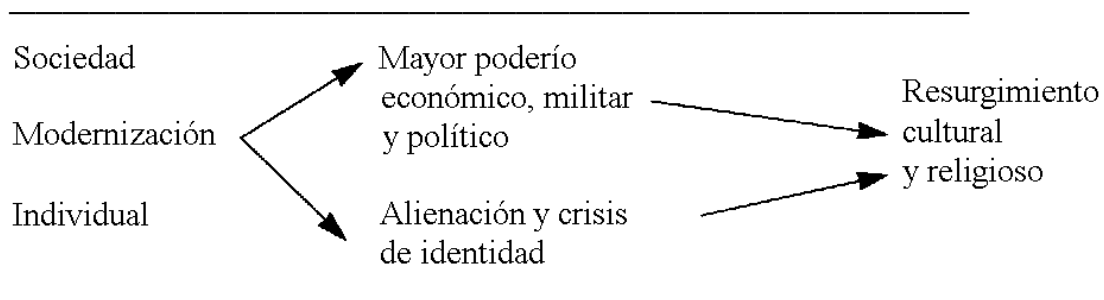 Sociedad
Modernización
Individual
Mayor poderío
económico, militar
y político
Alienación y crisis
de identidad
Resurgimiento
cultural
y religioso